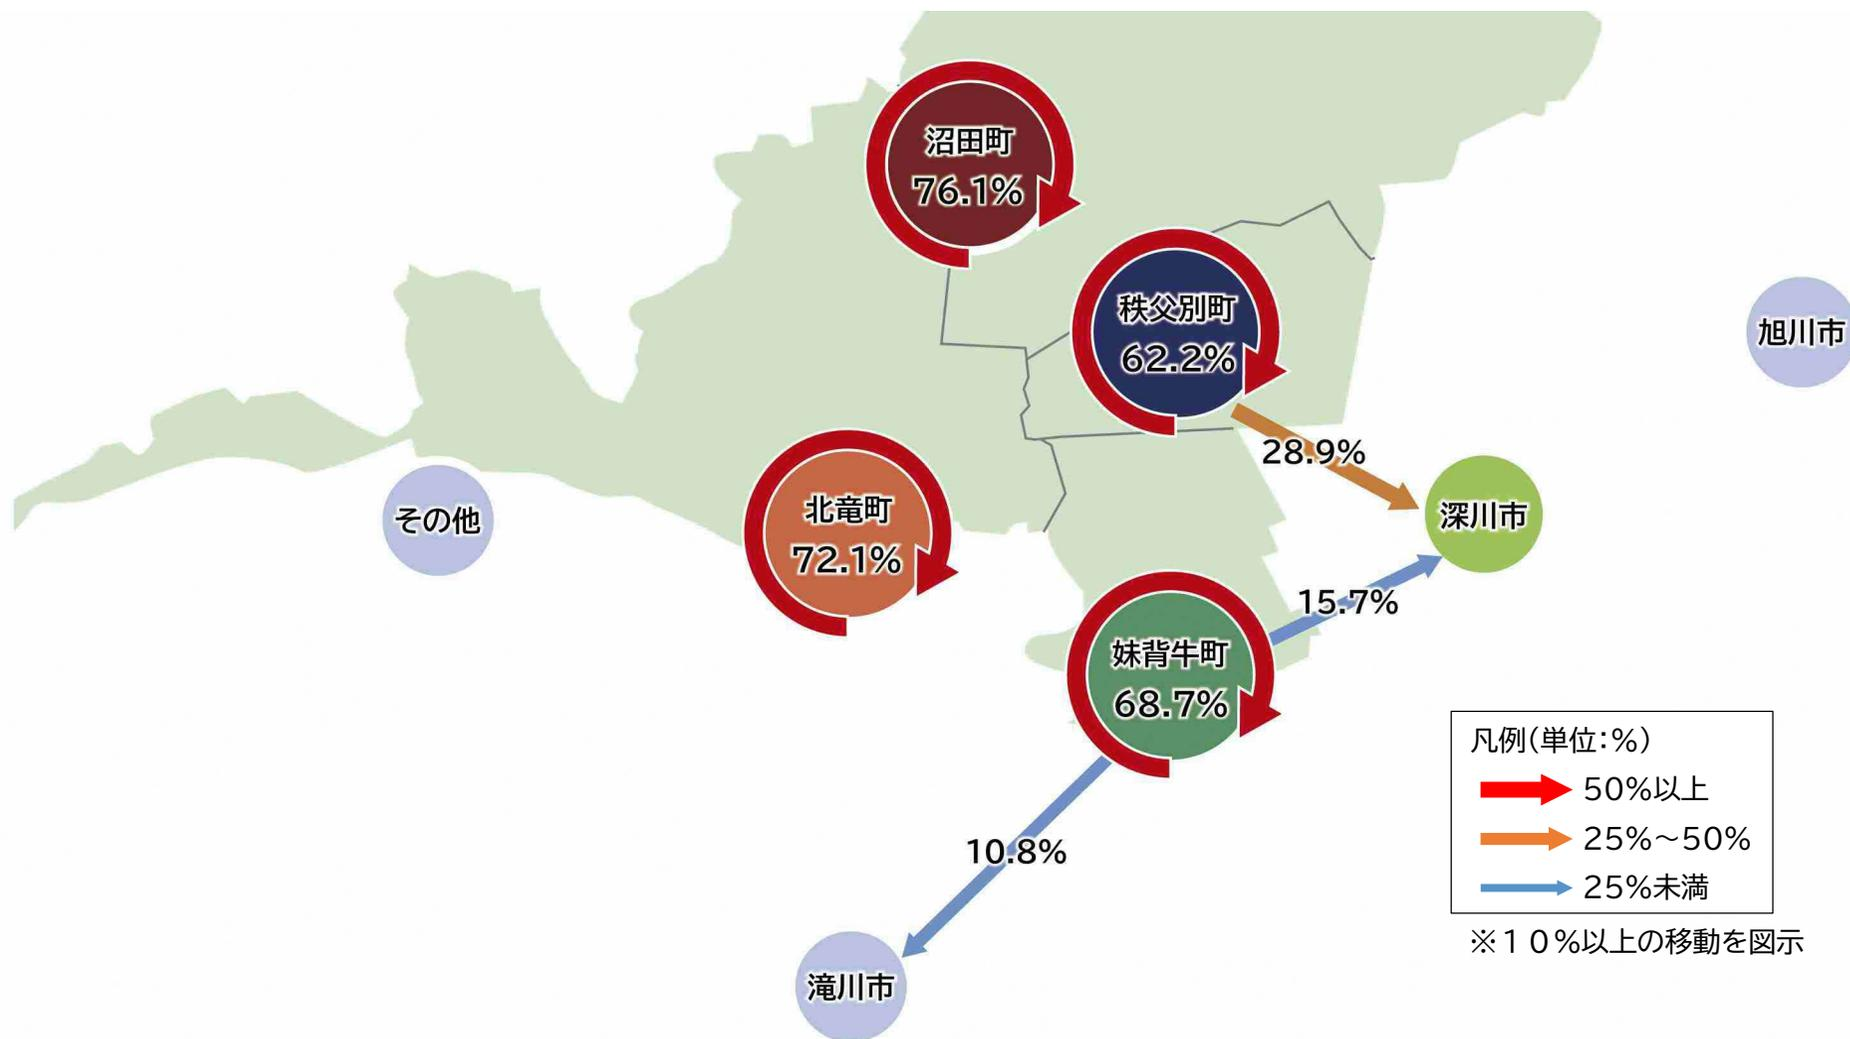 沼田町
76.1%
秩父別町
62.2%
旭川市
28.9%
その他
北竜町
72.1%
深川市
15.7%
妹背牛町
68.7%
10.8%
滝川市
凡例(単位:%)
50%以上
25%~50%
25%未満
※10%以上の移動を図示